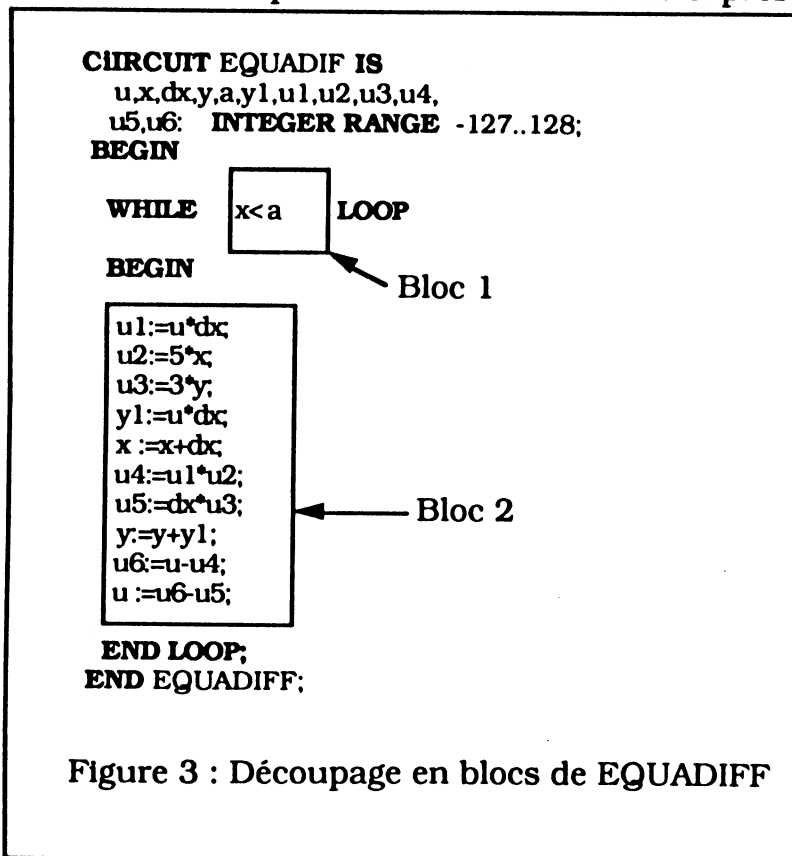 CIIRCUIT EQUADIF IS
u,x,dx,y,a,y1,u1,u2,u3,u4,
u5,u6: INTEGER RANGE -127..128;
BEGIN
WHILE x<a LOOP
BEGIN
Bloc 1
u1:=u*dx;
u2:=5*x;
u3:=3*y;
y1:=u*dx;
x :=x+dx;
u4:=u1*u2;
u5:=dx*u3;
Bloc 2
y:=y+y1;
u6:=u-u4;
u :=u6-u5;
END LOOP;
END EQUADIFF;
Figure 3 : Découpage en blocs de EQUADIFF